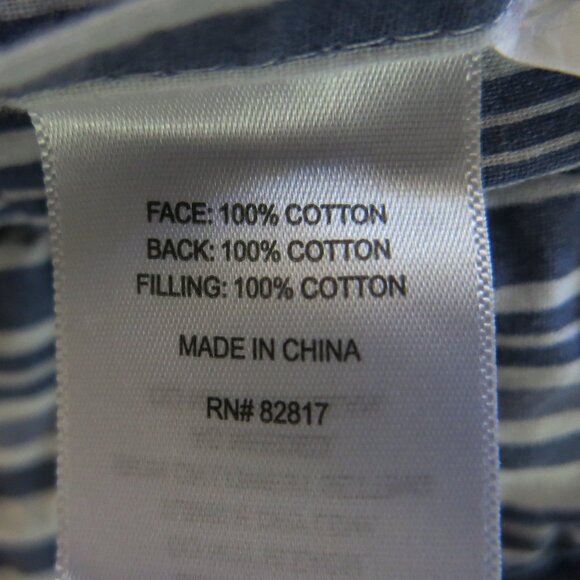 FACE: 100% COTTON
BACK: 100% COTTON
FILLING: 100% COTTON
MADE IN CHINA
RN# 82817